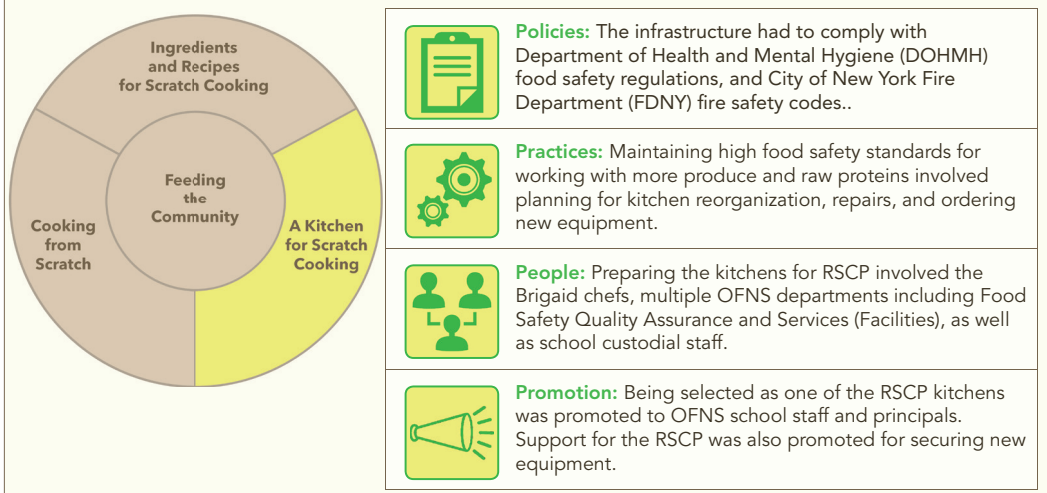 Ingredients
and Recipes
for Scratch Cooking
Feeding
the
Community
Cooking
from
Scratch
A Kitchen
for Scratch
Cooking
Policies: The infrastructure had to comply with
Department of Health and Mental Hygiene (DOHMH)
food safety regulations, and City of New York Fire
Department (FDNY) fire safety codes..
Practices: Maintaining high food safety standards for
working with more produce and raw proteins involved
planning for kitchen reorganization, repairs, and ordering
new equipment.
People: Preparing the kitchens for RSCP involved the
Brigaid chefs, multiple OFNS departments including Food
Safety Quality Assurance and Services (Facilities), as well
as school custodial staff.
Promotion: Being selected as one of the RSCP kitchens
was promoted to OFNS school staff and principals.
Support for the RSCP was also promoted for securing new
equipment.